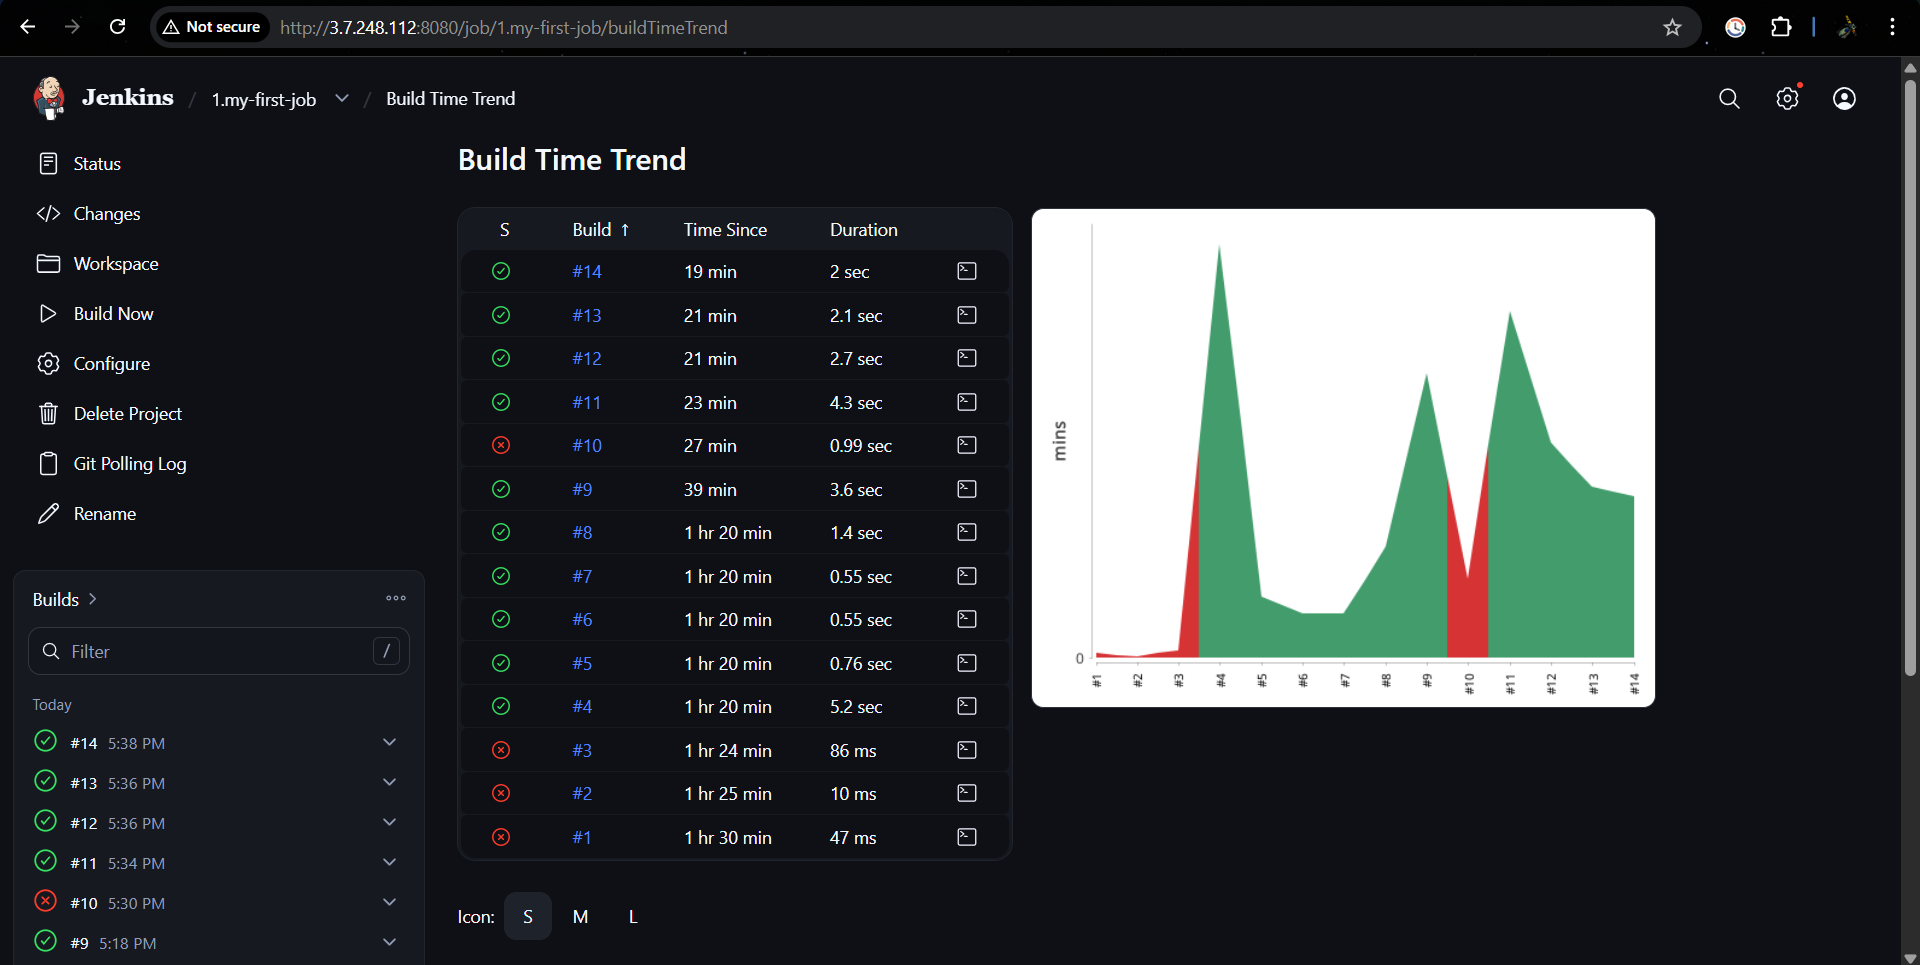 Not secure http://3.7.248.112:8080/job/1.my-first-job/buildTimeTrend
Jenkins / 1.my-first-job / Build Time Trend
Status
Changes
Workspace
Build Now
Configure
Delete Project
Git Polling Log
Rename
Builds
Filter /
Today
#14 5:38 PM
#13 5:36 PM
#12 5:36 PM
#11 5:34 PM
#10 5:30 PM
#9 5:18 PM
Build Time Trend
S Build ↑ Time Since Duration
#14 19 min 2 sec
#13 21 min 2.1 sec
#12 21 min 2.7 sec
#11 23 min 4.3 sec
#10 27 min 0.99 sec
#9 39 min 3.6 sec
#8 1 hr 20 min 1.4 sec
#7 1 hr 20 min 0.55 sec
#6 1 hr 20 min 0.55 sec
#5 1 hr 20 min 0.76 sec
#4 1 hr 20 min 5.2 sec
#3 1 hr 24 min 86 ms
#2 1 hr 25 min 10 ms
#1 1 hr 30 min 47 ms
Icon: S M L
mins
0
#1 #2 #3 #4 #5 #6 #7 #8 #9 #10 #11 #12 #13 #14